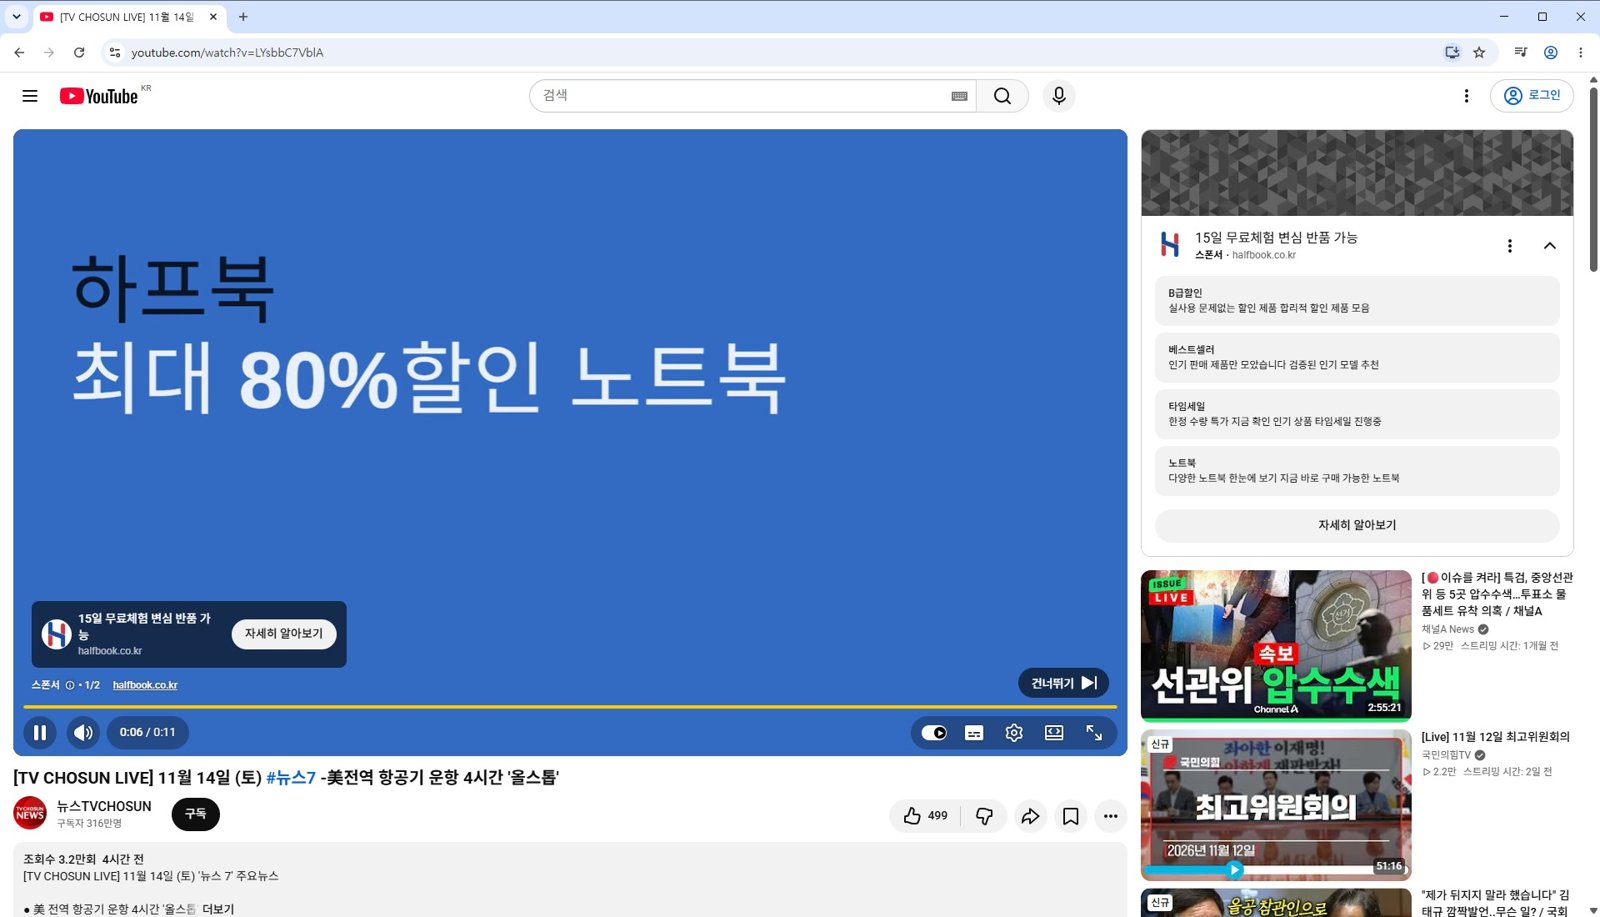 [TV CHOSUN LIVE] 11월 14일
youtube.com/watch?v=LYsbbC7VblA
YouTube KR
검색
로그인
하프북
최대 80%할인 노트북
15일 무료체험 변심 반품 가능
halfbook.co.kr
자세히 알아보기
스폰서 • 1/2 halfbook.co.kr
건너뛰기
0:06 / 0:11
[TV CHOSUN LIVE] 11월 14일 (토) #뉴스7 -美전역 항공기 운항 4시간 '올스톱'
TV CHOSUN NEWS
뉴스TVCHOSUN
구독자 316만명
구독
499
조회수 3.2만회 4시간 전
[TV CHOSUN LIVE] 11월 14일 (토) '뉴스 7' 주요뉴스
● 美 전역 항공기 운항 4시간 '올스톱' 더보기
15일 무료체험 변심 반품 가능
스폰서 · halfbook.co.kr
B급할인
실사용 문제없는 할인 제품 합리적 할인 제품 모음
베스트셀러
인기 판매 제품만 모았습니다 검증된 인기 모델 추천
타임세일
한정 수량 특가 지금 확인 인기 상품 타임세일 진행중
노트북
다양한 노트북 한눈에 보기 지금 바로 구매 가능한 노트북
자세히 알아보기
ISSUE
LIVE
속보
선관위 압수수색
Channel A
2:55:21
[🔴이슈를 켜라] 특검, 중앙선관
위 등 5곳 압수수색...투표소 물
품세트 유착 의혹 / 채널A
채널A News
29만 스트리밍 시간: 1개월 전
신규
국민의힘
최고위원회의
2026년 11월 12일
51:16
[Live] 11월 12일 최고위원회의
국민의힘TV
2.2만 스트리밍 시간: 2일 전
신규
올공 참관인으로
"제가 뒤지지 말라 했습니다" 김
태규 깜짝발언..무슨 일? / 국회